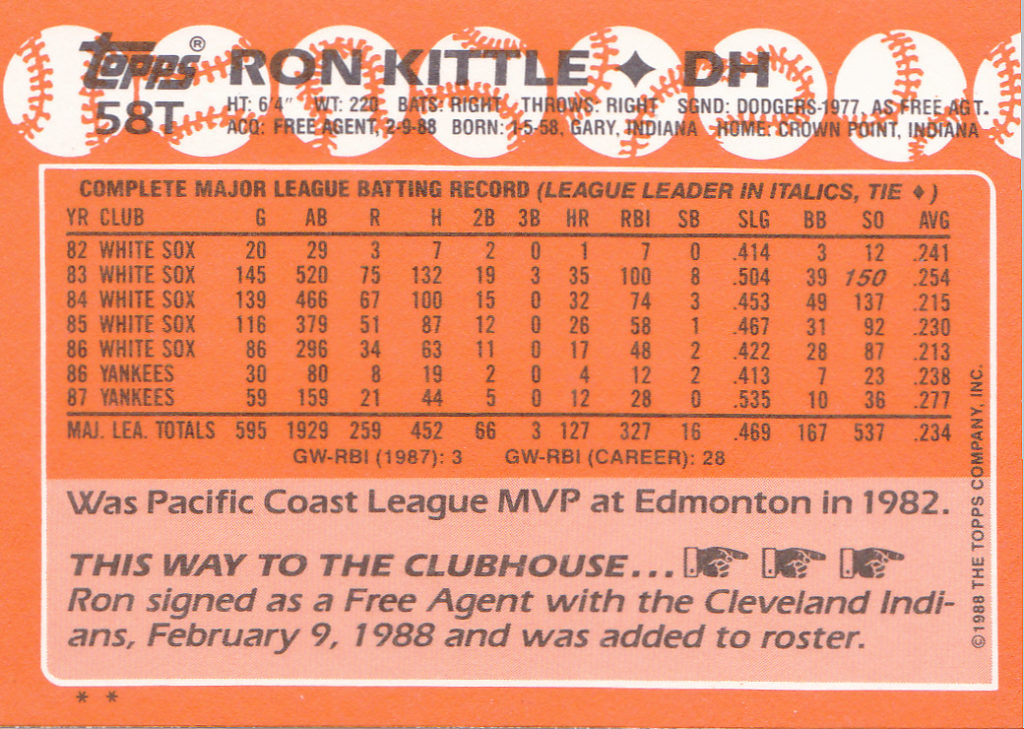 Topps® RON KITTLE ♦ DH
58T HT: 6'4" WT: 220 BATS: RIGHT THROWS: RIGHT SGND: DODGERS-1977, AS FREE AGT.
ACQ: FREE AGENT, 2-9-88 BORN: 1-5-58, GARY, INDIANA HOME: CROWN POINT, INDIANA
COMPLETE MAJOR LEAGUE BATTING RECORD (LEAGUE LEADER IN ITALICS, TIE ♦)
YR CLUB G AB R H 2B 3B HR RBI SB SLG BB SO AVG
82 WHITE SOX 20 29 3 7 2 0 1 7 0 .414 3 12 .241
83 WHITE SOX 145 520 75 132 19 3 35 100 8 .504 39 150 .254
84 WHITE SOX 139 466 67 100 15 0 32 74 3 .453 49 137 .215
85 WHITE SOX 116 379 51 87 12 0 26 58 1 .467 31 92 .230
86 WHITE SOX 86 296 34 63 11 0 17 48 2 .422 28 87 .213
86 YANKEES 30 80 8 19 2 0 4 12 2 .413 7 23 .238
87 YANKEES 59 159 21 44 5 0 12 28 0 .535 10 36 .277
MAJ. LEA. TOTALS 595 1929 259 452 66 3 127 327 16 .469 167 537 .234
GW-RBI (1987): 3 GW-RBI (CAREER): 28
Was Pacific Coast League MVP at Edmonton in 1982.
THIS WAY TO THE CLUBHOUSE...
Ron signed as a Free Agent with the Cleveland Indi-
ans, February 9, 1988 and was added to roster.
©1988 THE TOPPS COMPANY, INC.
* *